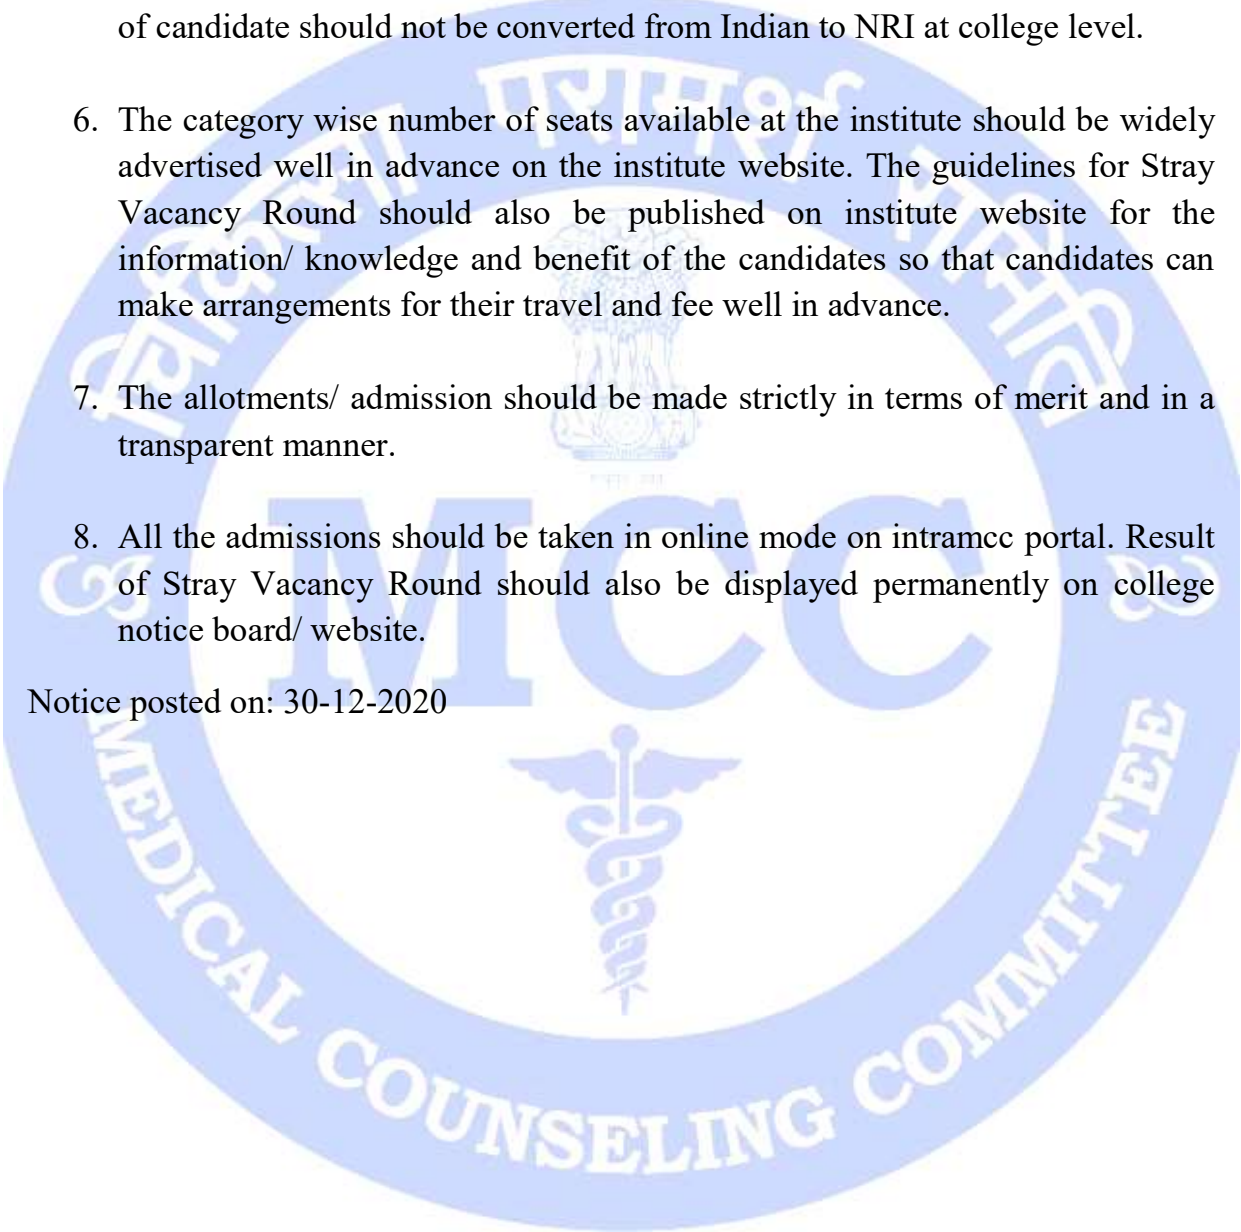 of candidate should not be converted from Indian to NRI at college level.
6. The category wise number of seats available at the institute should be widely
advertised well in advance on the institute website. The guidelines for Stray
Vacancy Round should also be published on institute website for the
information/ knowledge and benefit of the candidates so that candidates can
make arrangements for their travel and fee well in advance.
7. The allotments/ admission should be made strictly in terms of merit and in a
transparent manner.
8. All the admissions should be taken in online mode on intramcc portal. Result
of Stray Vacancy Round should also be displayed permanently on college
notice board/ website.
Notice posted on: 30-12-2020
चिकित्सा परामर्श समिति
MCC
MEDICAL COUNSELING COMMITTEE